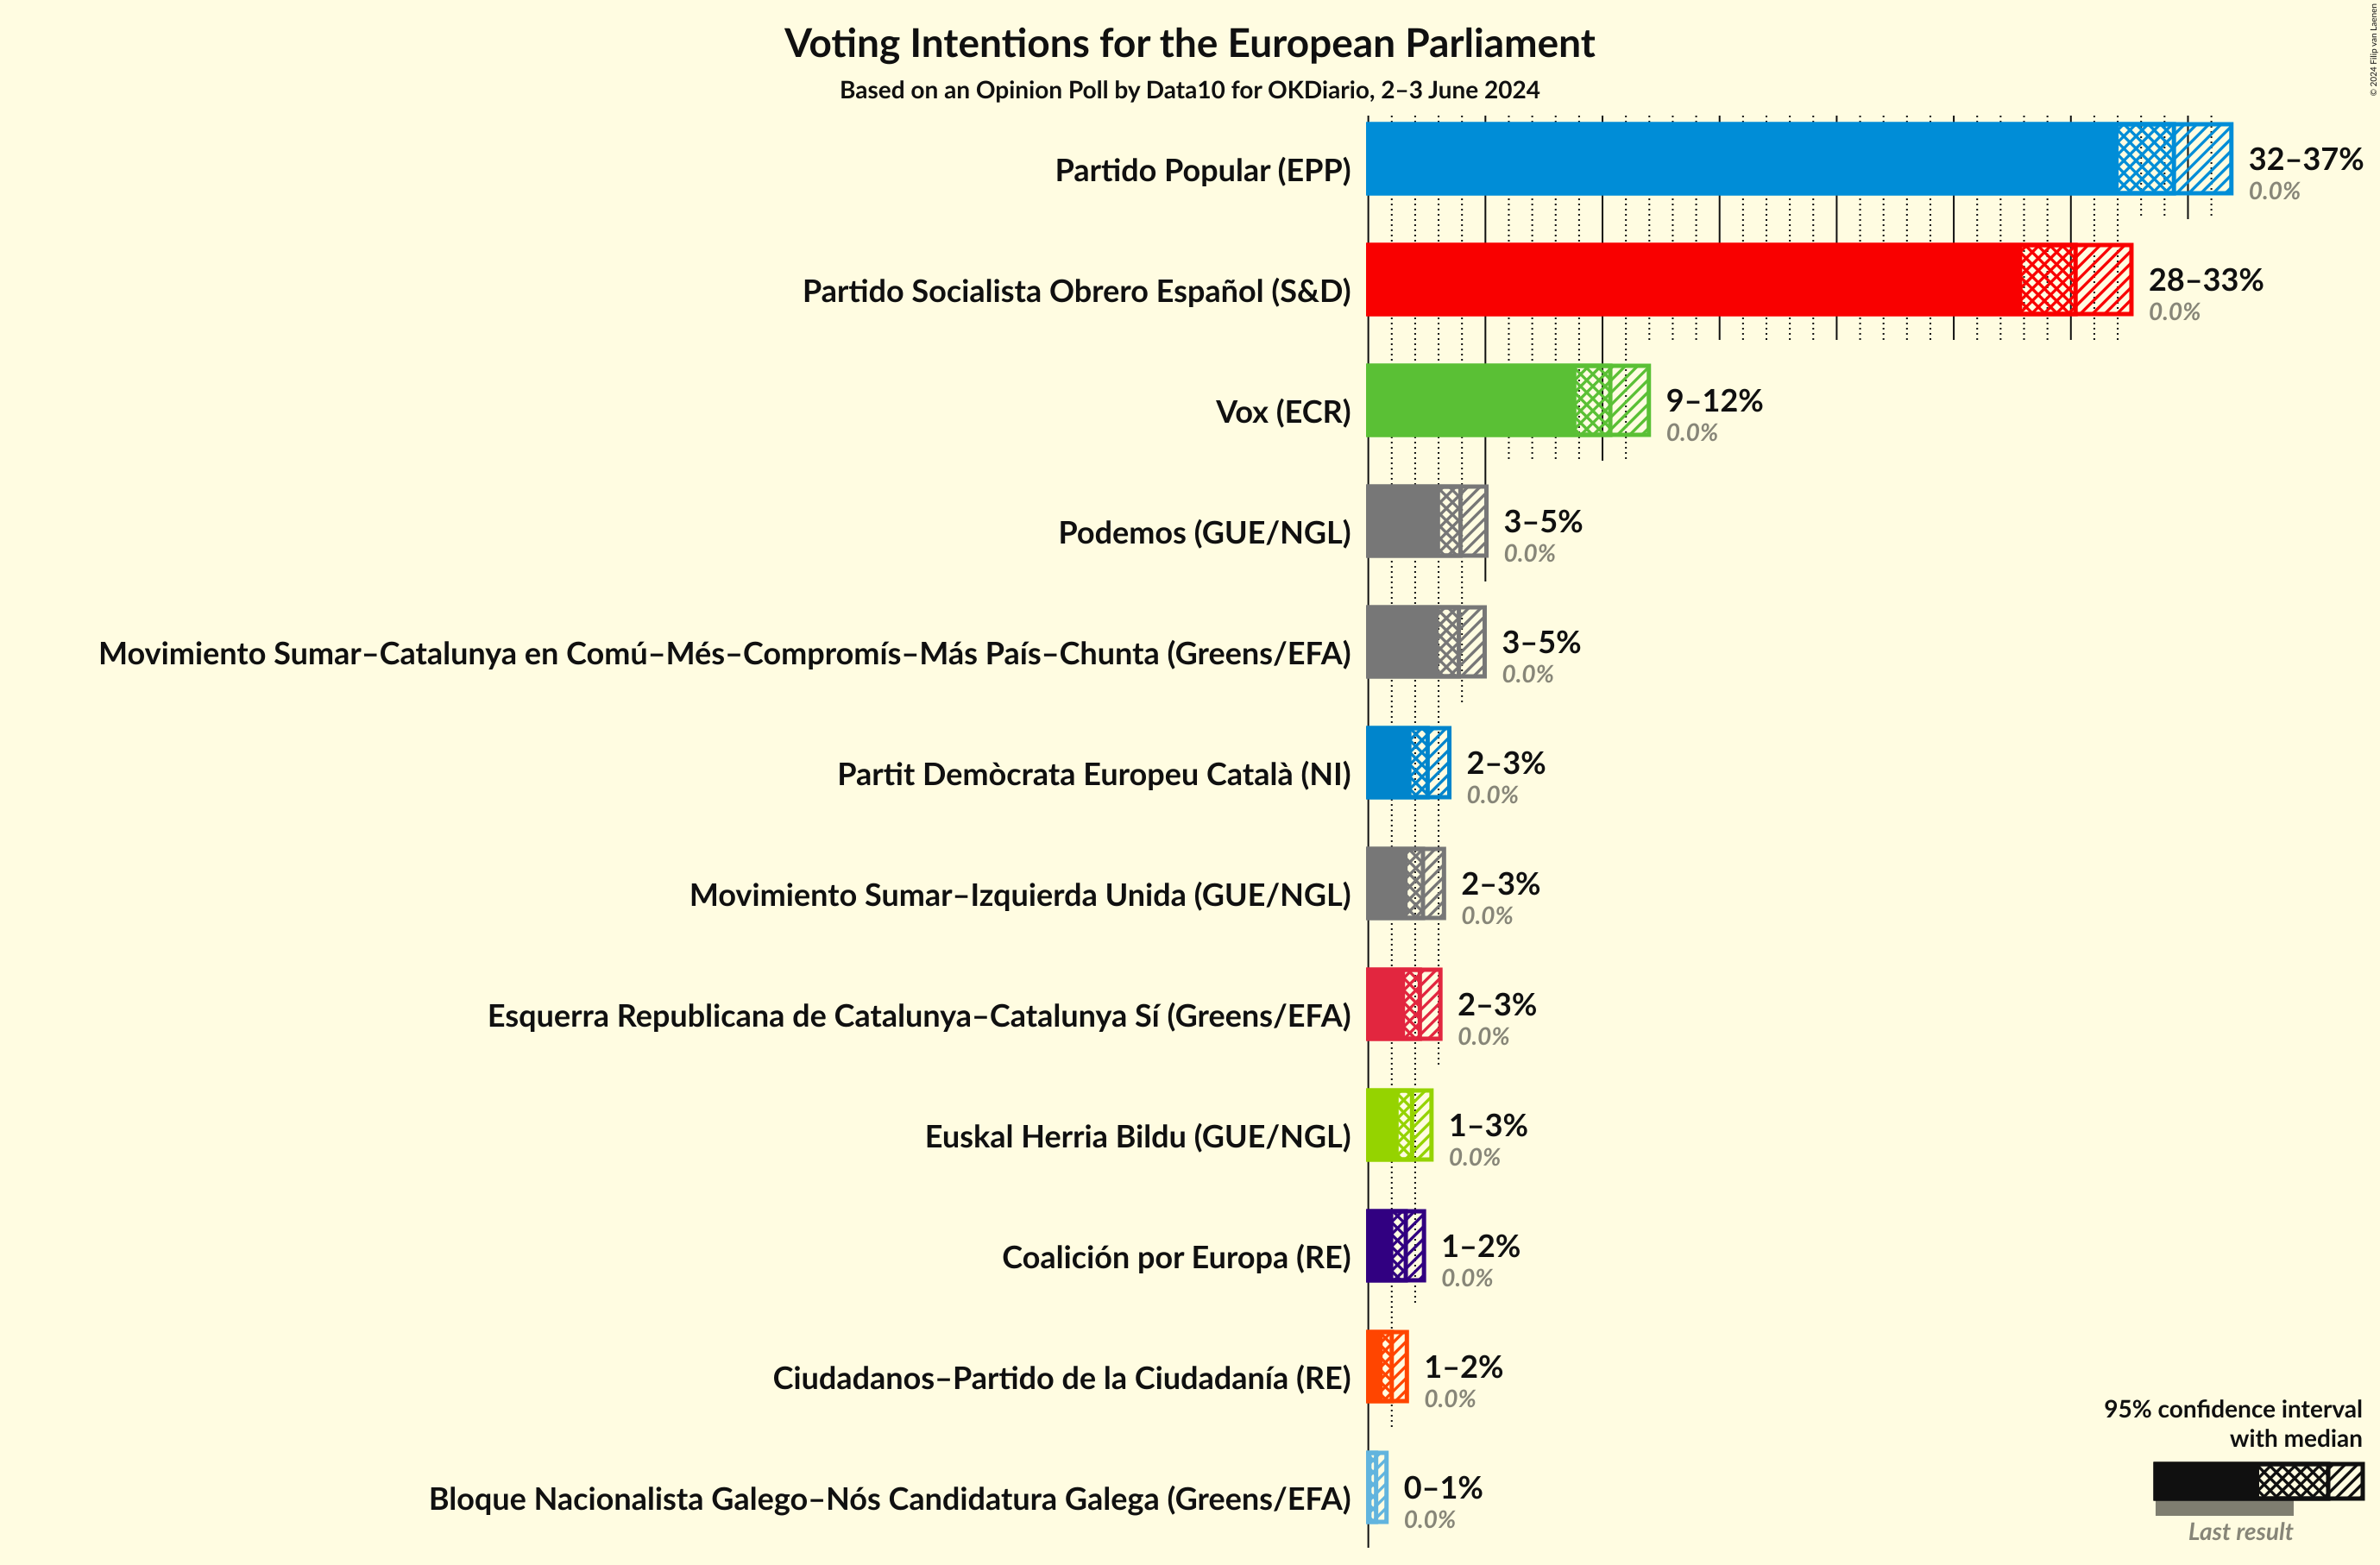 Voting Intentions for the European Parliament
Based on an Opinion Poll by Data10 for OKDiario, 2–3 June 2024
© 2024 Filip van Laenen
Partido Popular (EPP)
32–37%
0.0%
Partido Socialista Obrero Español (S&D)
28–33%
0.0%
Vox (ECR)
9–12%
0.0%
Podemos (GUE/NGL)
3–5%
0.0%
Movimiento Sumar–Catalunya en Comú–Més–Compromís–Más País–Chunta (Greens/EFA)
3–5%
0.0%
Partit Demòcrata Europeu Català (NI)
2–3%
0.0%
Movimiento Sumar–Izquierda Unida (GUE/NGL)
2–3%
0.0%
Esquerra Republicana de Catalunya–Catalunya Sí (Greens/EFA)
2–3%
0.0%
Euskal Herria Bildu (GUE/NGL)
1–3%
0.0%
Coalición por Europa (RE)
1–2%
0.0%
Ciudadanos–Partido de la Ciudadanía (RE)
1–2%
0.0%
Bloque Nacionalista Galego–Nós Candidatura Galega (Greens/EFA)
0–1%
0.0%
95% confidence interval
with median
Last result